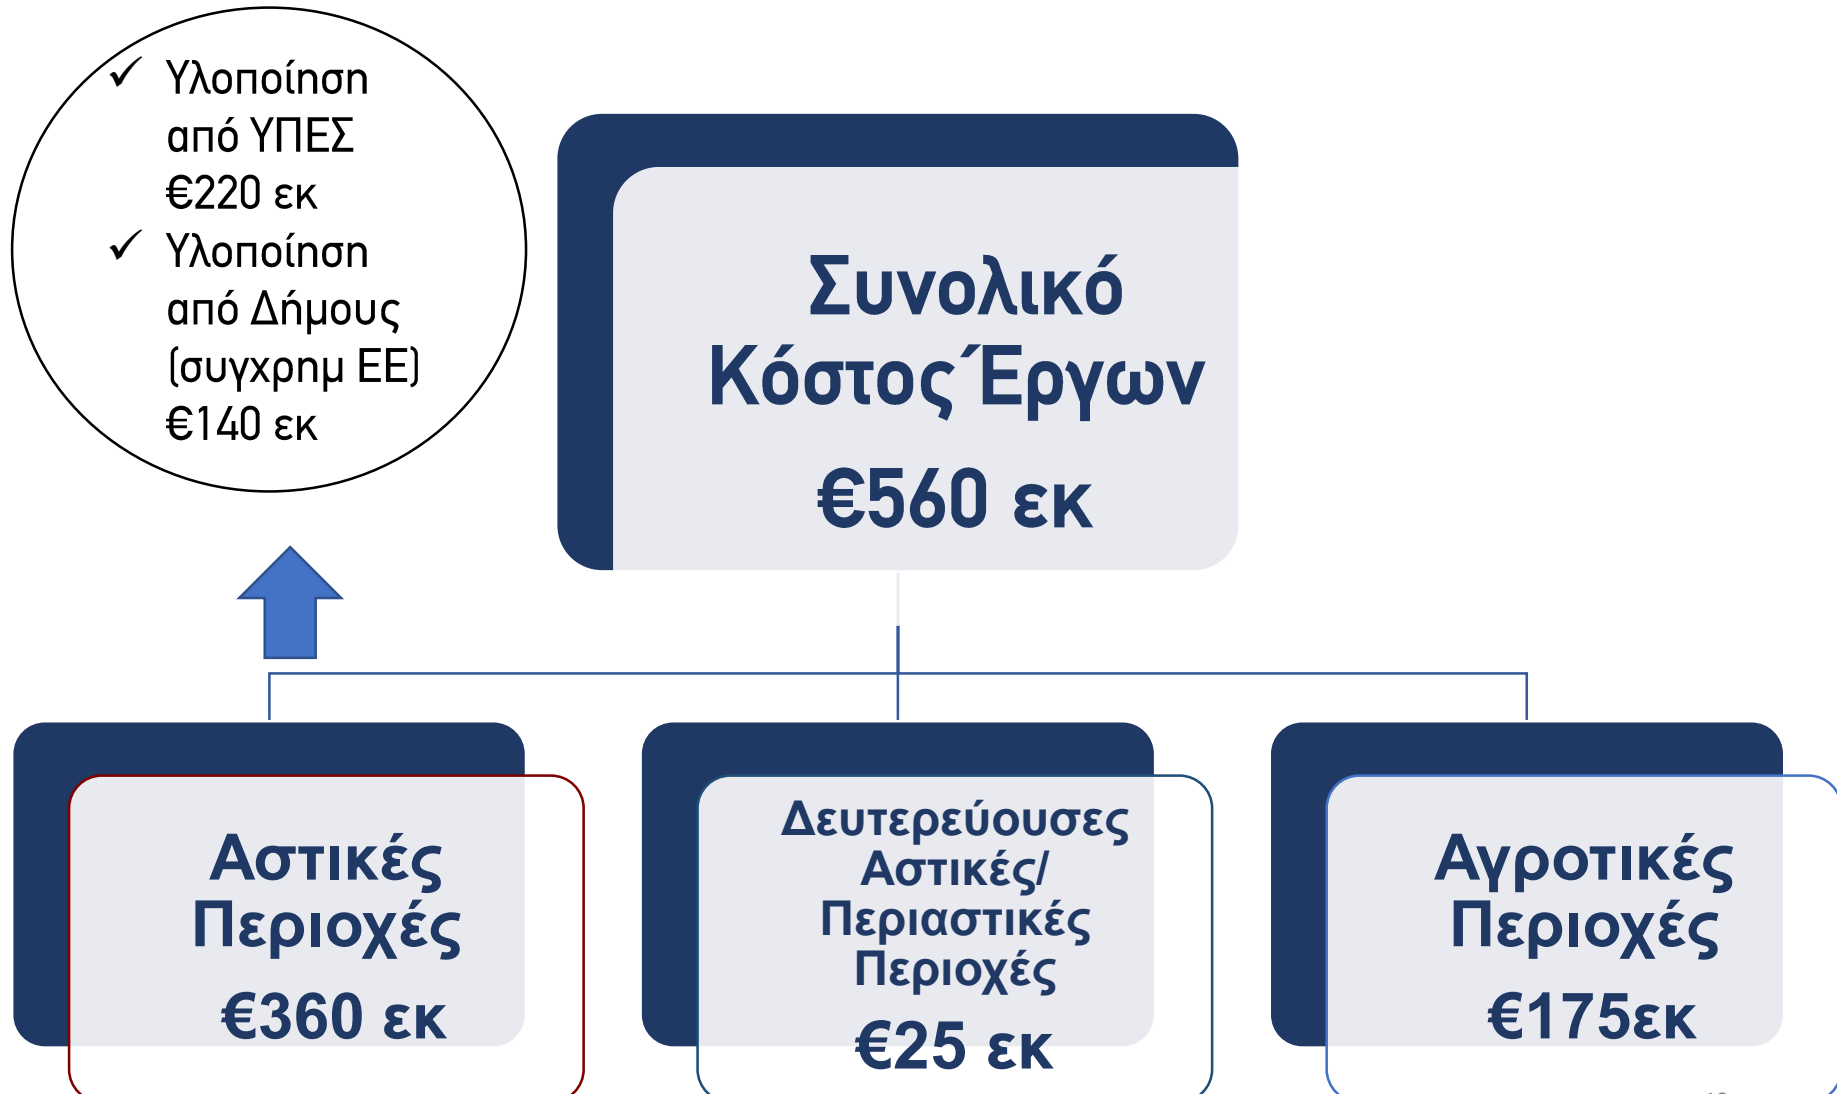 ✓ Υλοποίηση
από ΥΠΕΣ
€220 εκ
✓ Υλοποίηση
από Δήμους
(συγχρημ ΕΕ)
€140 εκ
Συνολικό
Κόστος Έργων
€560 εκ
Αστικές
Περιοχές
€360 εκ
Δευτερεύουσες
Αστικές/
Περιαστικές
Περιοχές
€25 εκ
Αγροτικές
Περιοχές
€175εκ